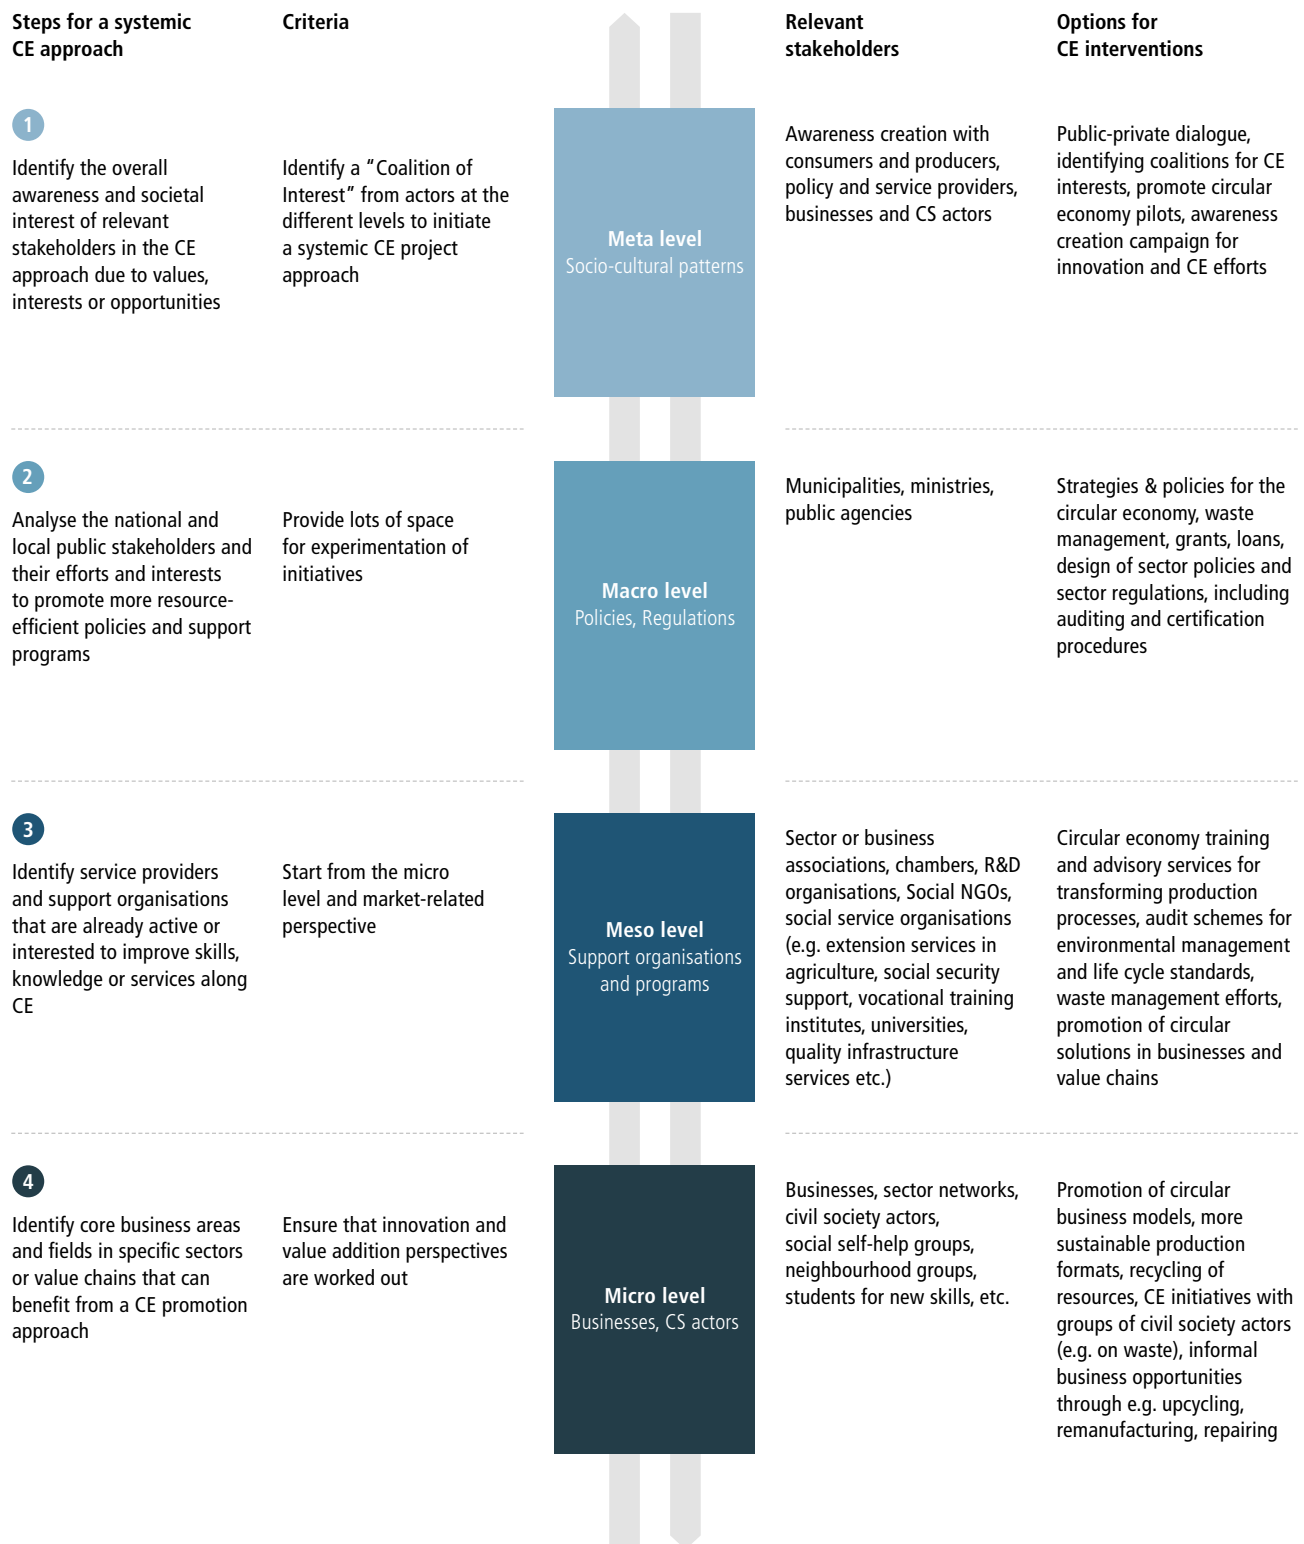 Steps for a systemic
CE approach
Criteria
Relevant
stakeholders
Options for
CE interventions
1
Identify the overall
awareness and societal
interest of relevant
stakeholders in the CE
approach due to values,
interests or opportunities
Identify a “Coalition of
Interest” from actors at the
different levels to initiate
a systemic CE project
approach
Meta level
Socio-cultural patterns
Awareness creation with
consumers and producers,
policy and service providers,
businesses and CS actors
Public-private dialogue,
identifying coalitions for CE
interests, promote circular
economy pilots, awareness
creation campaign for
innovation and CE efforts
2
Analyse the national and
local public stakeholders and
their efforts and interests
to promote more resource-
efficient policies and support
programs
Provide lots of space
for experimentation of
initiatives
Macro level
Policies, Regulations
Municipalities, ministries,
public agencies
Strategies & policies for the
circular economy, waste
management, grants, loans,
design of sector policies and
sector regulations, including
auditing and certification
procedures
3
Identify service providers
and support organisations
that are already active or
interested to improve skills,
knowledge or services along
CE
Start from the micro
level and market-related
perspective
Meso level
Support organisations
and programs
Sector or business
associations, chambers, R&D
organisations, Social NGOs,
social service organisations
(e.g. extension services in
agriculture, social security
support, vocational training
institutes, universities,
quality infrastructure
services etc.)
Circular economy training
and advisory services for
transforming production
processes, audit schemes for
environmental management
and life cycle standards,
waste management efforts,
promotion of circular
solutions in businesses and
value chains
4
Identify core business areas
and fields in specific sectors
or value chains that can
benefit from a CE promotion
approach
Ensure that innovation and
value addition perspectives
are worked out
Micro level
Businesses, CS actors
Businesses, sector networks,
civil society actors,
social self-help groups,
neighbourhood groups,
students for new skills, etc.
Promotion of circular
business models, more
sustainable production
formats, recycling of
resources, CE initiatives with
groups of civil society actors
(e.g. on waste), informal
business opportunities
through e.g. upcycling,
remanufacturing, repairing